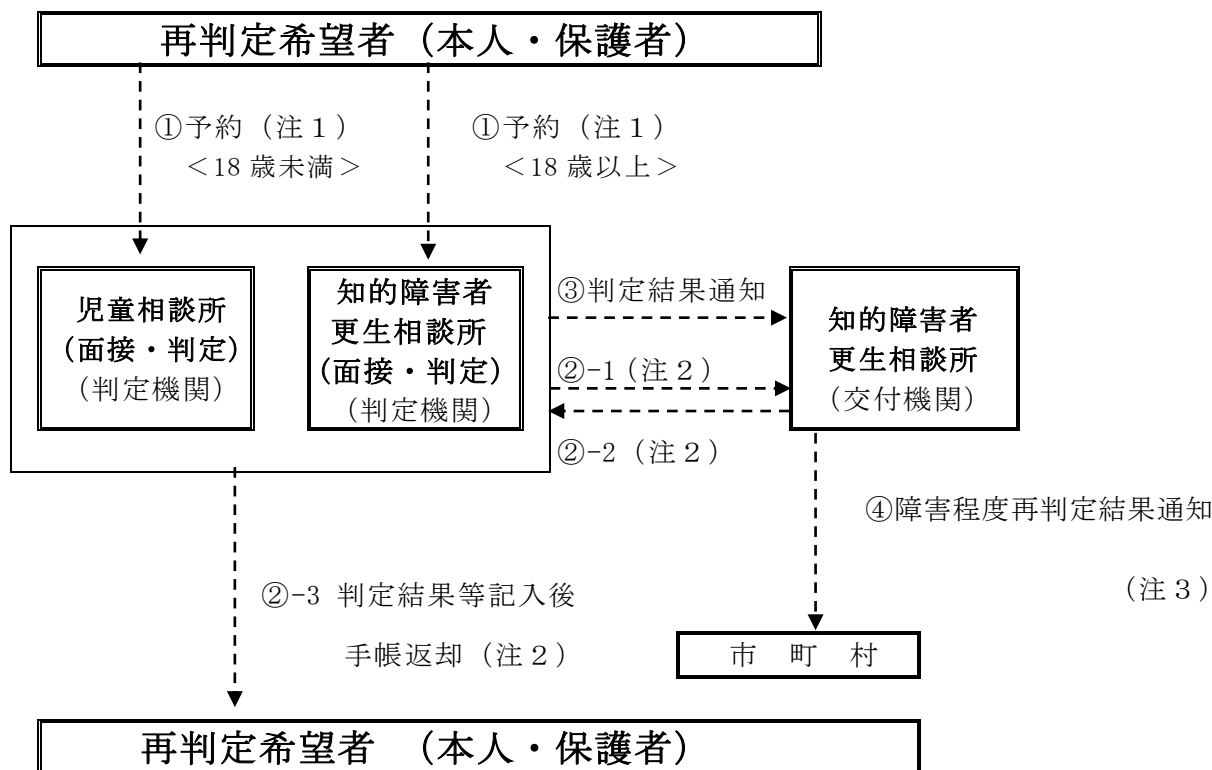 再判定希望者（本人・保護者）
①予約（注１）
＜18 歳未満＞
①予約（注１）
＜18 歳以上＞
児童相談所
(面接・判定)
(判定機関)
知的障害者
更生相談所
(面接・判定)
(判定機関)
③判定結果通知
②-1（注２）
②-2（注２）
知的障害者
更生相談所
（交付機関）
④障害程度再判定結果通知
（注３）
②-3 判定結果等記入後
手帳返却（注２）
市　町　村
再判定希望者　（本人・保護者）